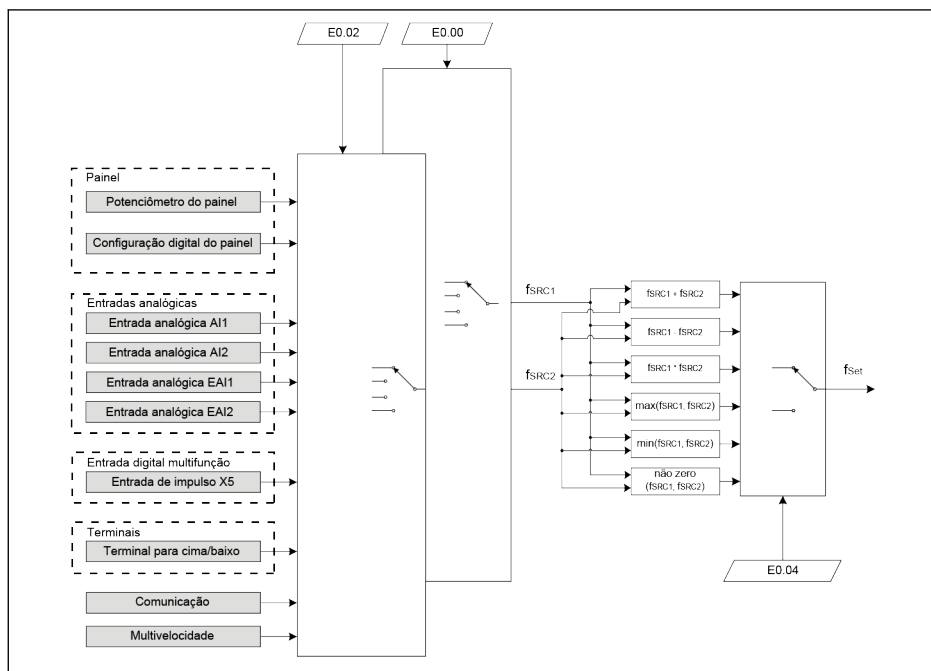 E0.02
E0.00
Painel
Potenciômetro do painel
Configuração digital do painel
Entradas analógicas
Entrada analógica AI1
Entrada analógica AI2
Entrada analógica EAI1
Entrada analógica EAI2
Entrada digital multifunção
Entrada de impulso X5
Terminais
Terminal para cima/baixo
Comunicação
Multivelocidade
fSRC1
fSRC2
fSRC1 + fSRC2
fSRC1 - fSRC2
fSRC1 * fSRC2
max(fSRC1, fSRC2)
min(fSRC1, fSRC2)
não zero
(fSRC1, fSRC2)
fSet
E0.04